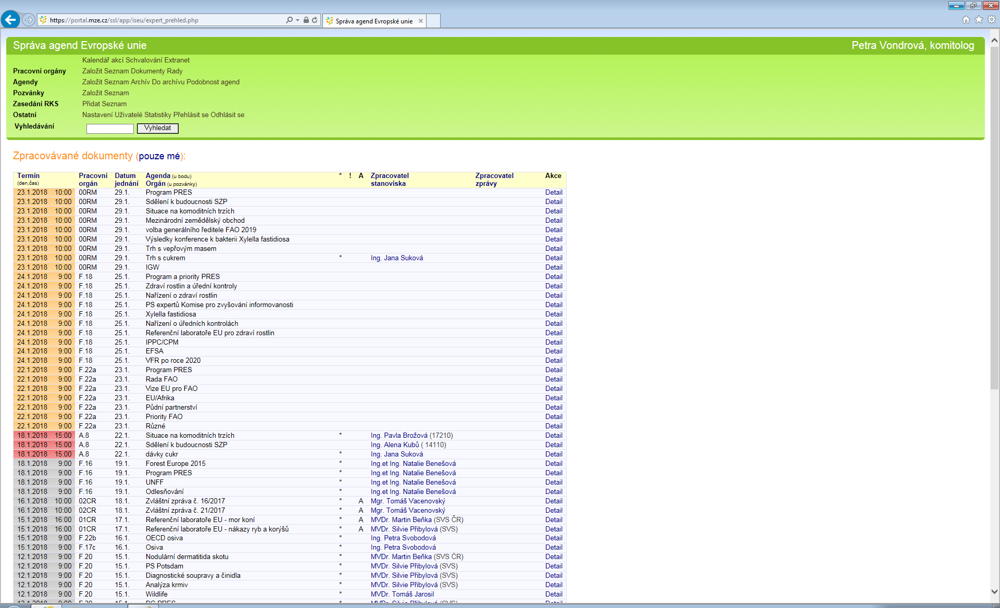 https://portal.mze.cz/ssl/app/iseu/expert_prehled.php
Správa agend Evropské unie
Správa agend Evropské unie
Petra Vondrová, komitolog
Kalendář akcí Schvalování Extranet
Pracovní orgány Založit Seznam Dokumenty Rady
Agendy Založit Seznam Archív Do archívu Podobnost agend
Pozvánky Založit Seznam
Zasedání RKS Přidat Seznam
Ostatní Nastavení Uživatelé Statistiky Přehlásit se Odhlásit se
Vyhledávání Vyhledat
Zpracovávané dokumenty (pouze mé):
Termín Pracovní Datum Agenda (u bodu) * ! A Zpracovatel Zpracovatel Akce
(den,čas) orgán jednání Orgán (u pozvánky) stanoviska zprávy
23.1.2018 10:00 00RM 29.1. Program PRES Detail
23.1.2018 10:00 00RM 29.1. Sdělení k budoucnosti SZP Detail
23.1.2018 10:00 00RM 29.1. Situace na komoditních trzích Detail
23.1.2018 10:00 00RM 29.1. Mezinárodní zemědělský obchod Detail
23.1.2018 10:00 00RM 29.1. volba generálního ředitele FAO 2019 Detail
23.1.2018 10:00 00RM 29.1. Výsledky konference k bakterii Xylella fastidiosa Detail
23.1.2018 10:00 00RM 29.1. Trh s vepřovým masem Detail
23.1.2018 10:00 00RM 29.1. Trh s cukrem * Ing. Jana Suková Detail
23.1.2018 10:00 00RM 29.1. IGW Detail
24.1.2018 9:00 F.18 25.1. Program a priority PRES Detail
24.1.2018 9:00 F.18 25.1. Zdraví rostlin a úřední kontroly Detail
24.1.2018 9:00 F.18 25.1. Nařízení o zdraví rostlin Detail
24.1.2018 9:00 F.18 25.1. PS expertů Komise pro zvyšování informovanosti Detail
24.1.2018 9:00 F.18 25.1. Xylella fastidiosa Detail
24.1.2018 9:00 F.18 25.1. Nařízení o úředních kontrolách Detail
24.1.2018 9:00 F.18 25.1. Referenční laboratoře EU pro zdraví rostlin Detail
24.1.2018 9:00 F.18 25.1. IPPC/CPM Detail
24.1.2018 9:00 F.18 25.1. EFSA Detail
24.1.2018 9:00 F.18 25.1. VFR po roce 2020 Detail
22.1.2018 9:00 F.22a 23.1. Program PRES Detail
22.1.2018 9:00 F.22a 23.1. Rada FAO Detail
22.1.2018 9:00 F.22a 23.1. Vize EU pro FAO Detail
22.1.2018 9:00 F.22a 23.1. EU/Afrika Detail
22.1.2018 9:00 F.22a 23.1. Půdní partnerství Detail
22.1.2018 9:00 F.22a 23.1. Priority FAO Detail
22.1.2018 9:00 F.22a 23.1. Různé Detail
18.1.2018 15:00 A.8 22.1. Situace na komoditních trzích * Ing. Pavla Brožová (17210) Detail
18.1.2018 15:00 A.8 22.1. Sdělení k budoucnosti SZP Ing. Alena Kubů ( 14110) Detail
18.1.2018 15:00 A.8 22.1. dávky cukr * Ing. Jana Suková Detail
18.1.2018 9:00 F.16 19.1. Forest Europe 2015 * Ing.et Ing. Natalie Benešová Detail
18.1.2018 9:00 F.16 19.1. Program PRES * Ing.et Ing. Natalie Benešová Detail
18.1.2018 9:00 F.16 19.1. UNFF * Ing.et Ing. Natalie Benešová Detail
18.1.2018 9:00 F.16 19.1. Odlesňování * Ing.et Ing. Natalie Benešová Detail
16.1.2018 10:00 02CR 18.1. Zvláštní zpráva č. 16/2017 * A Mgr. Tomáš Vacenovský Detail
16.1.2018 10:00 02CR 18.1. Zvláštní zpráva č. 21/2017 * A Mgr. Tomáš Vacenovský Detail
15.1.2018 16:00 01CR 17.1. Referenční laboratoře EU - mor koní * A MVDr. Martin Beňka (SVS ČR) Detail
15.1.2018 16:00 01CR 17.1. Referenční laboratoře EU - nákazy ryb a korýšů * A MVDr. Silvie Přibylová (SVS) Detail
15.1.2018 9:00 F.22b 16.1. OECD osiva * Ing. Petra Svobodová Detail
15.1.2018 9:00 F.17c 16.1. Osiva * Ing. Petra Svobodová Detail
12.1.2018 9:00 F.20 15.1. Nodulární dermatitida skotu * MVDr. Martin Beňka (SVS ČR) Detail
12.1.2018 9:00 F.20 15.1. PS Potsdam * MVDr. Silvie Přibylová (SVS) Detail
12.1.2018 9:00 F.20 15.1. Diagnostické soupravy a činidla * MVDr. Silvie Přibylová (SVS) Detail
12.1.2018 9:00 F.20 15.1. Analýza krmiv * MVDr. Silvie Přibylová (SVS) Detail
12.1.2018 9:00 F.20 15.1. Wildlife * MVDr. Tomáš Jarosil Detail